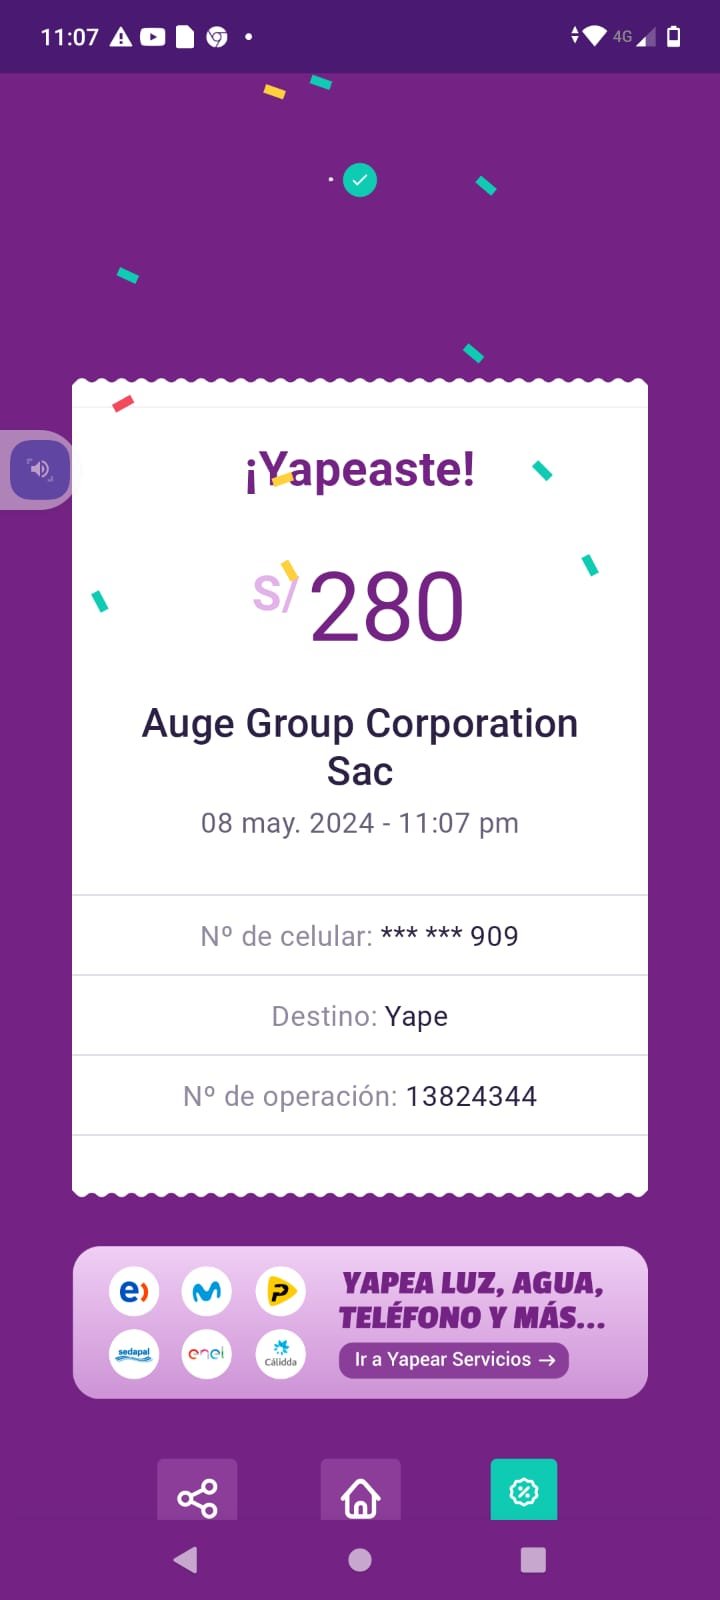 11:07
4G
¡Yapeaste!
S/ 280
Auge Group Corporation
Sac
08 may. 2024 - 11:07 pm
Nº de celular: *** *** 909
Destino: Yape
Nº de operación: 13824344
YAPEA LUZ, AGUA,
TELÉFONO Y MÁS...
Ir a Yapear Servicios →
sedapal
enel
Cálidda